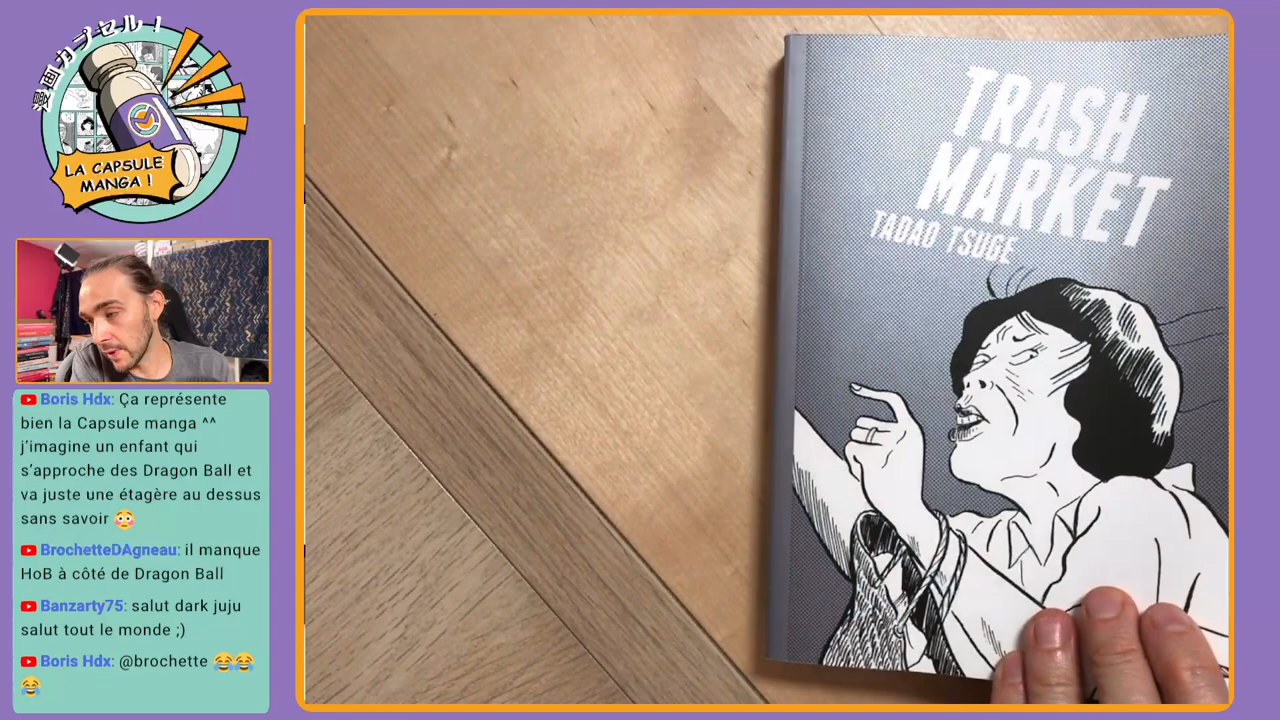 漫画カプセル!
LA CAPSULE
MANGA !
Boris Hdx: Ça représente
bien la Capsule manga ^^
j’imagine un enfant qui
s’approche des Dragon Ball et
va juste une étagère au dessus
sans savoir 😳
BrochetteDAgneau: il manque
HoB à côté de Dragon Ball
Banzarty75: salut dark juju
salut tout le monde ;)
Boris Hdx: @brochette 😂😂
😂
TRASH
MARKET
TADAO TSUGE